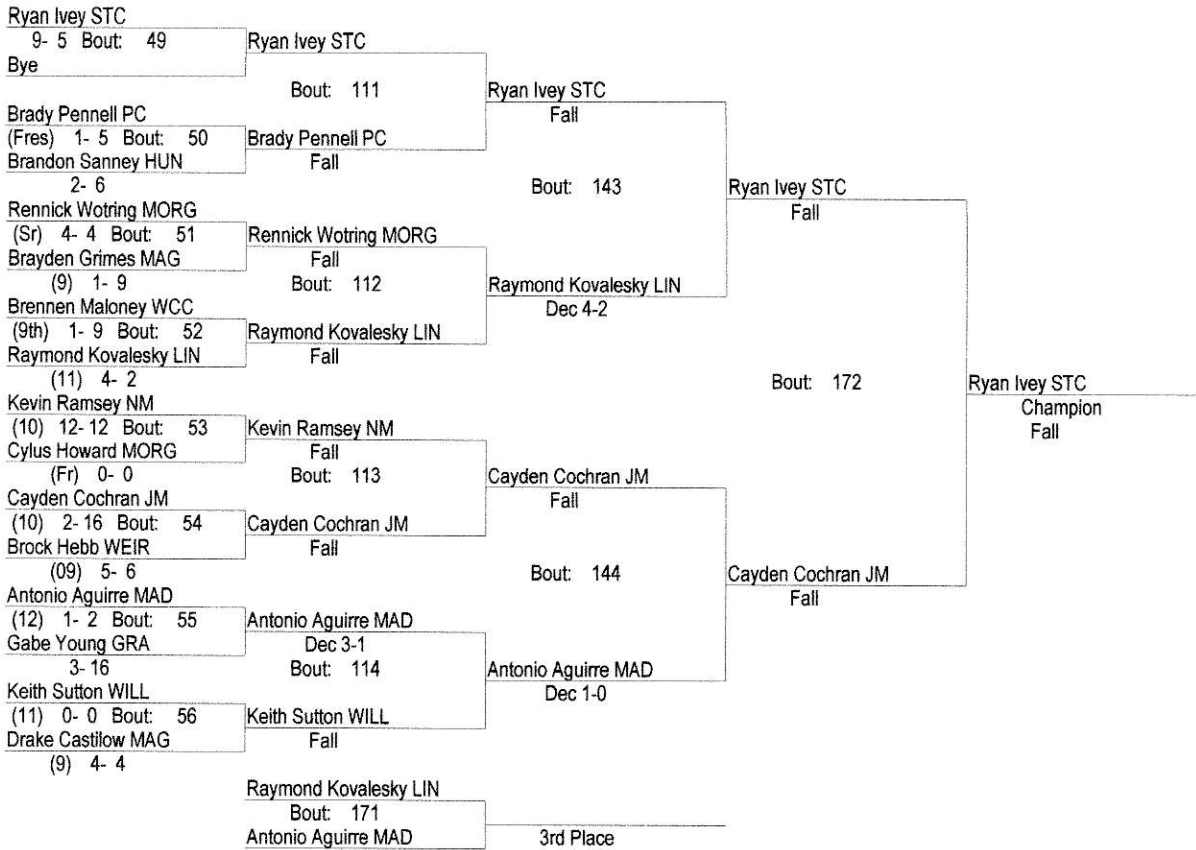 Ryan Ivey STC
9- 5 Bout: 49
Bye
Brady Pennell PC
(Fres) 1- 5 Bout: 50
Brandon Sanney HUN
2- 6
Rennick Wotring MORG
(Sr) 4- 4 Bout: 51
Brayden Grimes MAG
(9) 1- 9
Brennen Maloney WCC
(9th) 1- 9 Bout: 52
Raymond Kovalesky LIN
(11) 4- 2
Kevin Ramsey NM
(10) 12- 12 Bout: 53
Cylus Howard MORG
(Fr) 0- 0
Cayden Cochran JM
(10) 2- 16 Bout: 54
Brock Hebb WEIR
(09) 5- 6
Antonio Aguirre MAD
(12) 1- 2 Bout: 55
Gabe Young GRA
3- 16
Keith Sutton WILL
(11) 0- 0 Bout: 56
Drake Castilow MAG
(9) 4- 4
Ryan Ivey STC
Bout: 111
Brady Pennell PC
Fall
Rennick Wotring MORG
Fall
Bout: 112
Raymond Kovalesky LIN
Fall
Kevin Ramsey NM
Fall
Bout: 113
Cayden Cochran JM
Fall
Antonio Aguirre MAD
Dec 3-1
Bout: 114
Keith Sutton WILL
Fall
Ryan Ivey STC
Fall
Bout: 143
Raymond Kovalesky LIN
Dec 4-2
Cayden Cochran JM
Fall
Bout: 144
Antonio Aguirre MAD
Dec 1-0
Ryan Ivey STC
Fall
Bout: 172
Cayden Cochran JM
Fall
Ryan Ivey STC
Champion
Fall
Raymond Kovalesky LIN
Bout: 171
Antonio Aguirre MAD
3rd Place